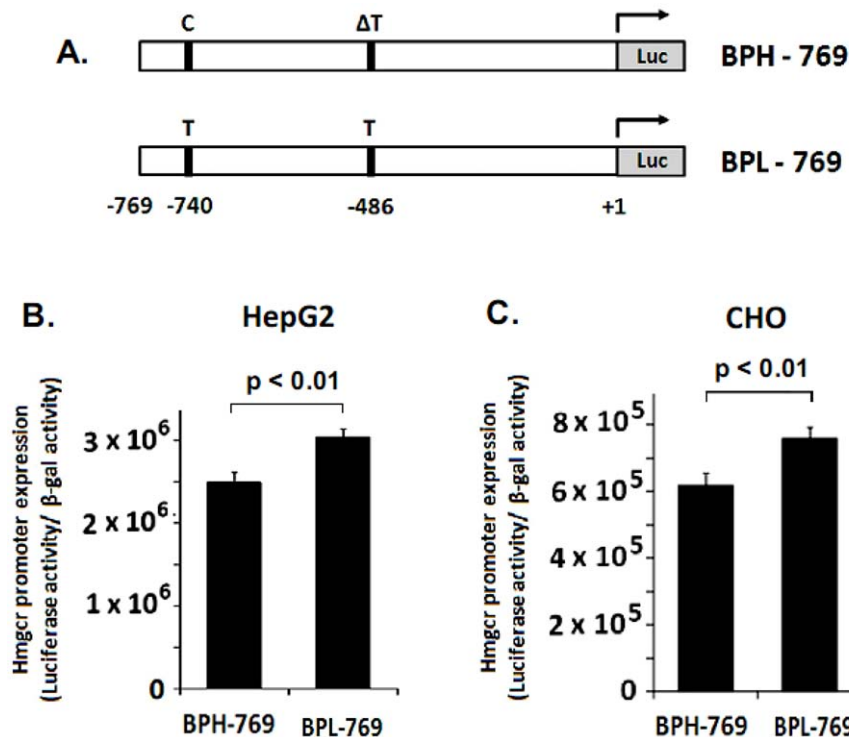 A.
C ΔT
Luc BPH - 769
T T
Luc BPL - 769
-769 -740 -486 +1
B. HepG2
p < 0.01
Hmgcr promoter expression
(Luciferase activity/ β-gal activity)
3 x 10⁶
2 x 10⁶
1 x 10⁶
0
BPH-769 BPL-769
C. CHO
p < 0.01
Hmgcr promoter expression
(Luciferase activity/ β-gal activity)
8 x 10⁵
6 x 10⁵
4 x 10⁵
2 x 10⁵
0
BPH-769 BPL-769